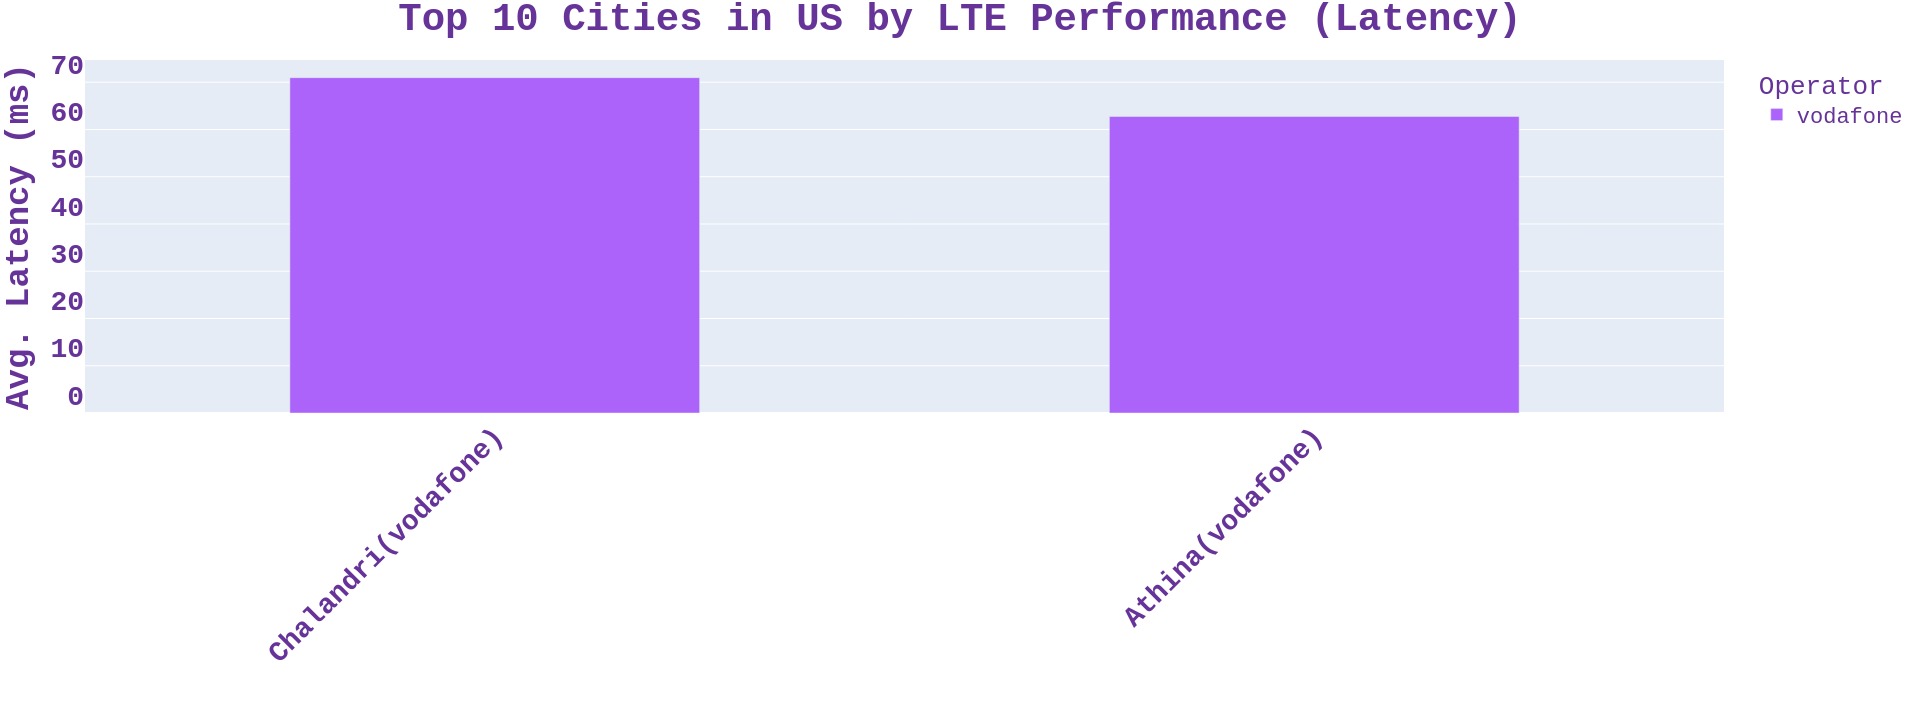 Top 10 Cities in US by LTE Performance (Latency)
Avg. Latency (ms)
70
60
50
40
30
20
10
0
Chalandri(vodafone)
Athina(vodafone)
Operator
vodafone